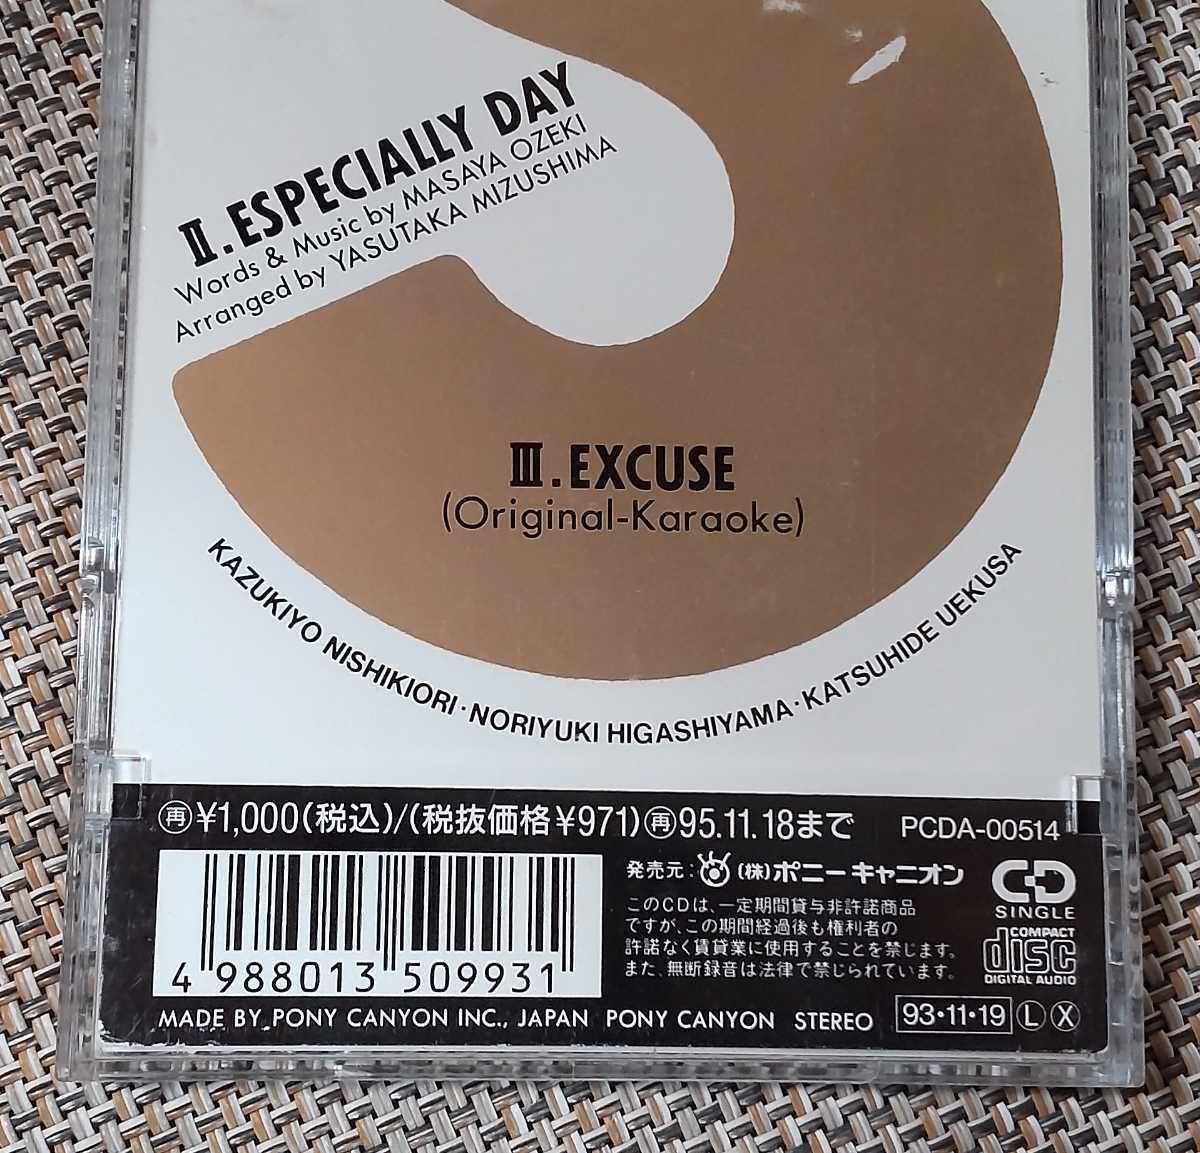 Ⅱ.ESPECIALLY DAY
Words & Music by MASAYA OZEKI
Arranged by YASUTAKA MIZUSHIMA
Ⅲ.EXCUSE
(Original-Karaoke)
KAZUKIYO NISHIKIORI・NORIYUKI HIGASHIYAMA・KATSUHIDE UEKUSA
㊢¥1,000(税込)/(税抜価格¥971)再95.11.18まで PCDA-00514
発売元: (株)ポニーキャニオン
このCDは、一定期間貸与非許諾商品
ですが、この期間経過後も権利者の
許諾なく賃貸業に使用することを禁じます。
また、無断録音は法律で禁じられています。
CD
SINGLE
COMPACT
disc
DIGITAL AUDIO
4 988013 509931
MADE BY PONY CANYON INC., JAPAN PONY CANYON STEREO 93・11・19 Ⓛ Ⓧ